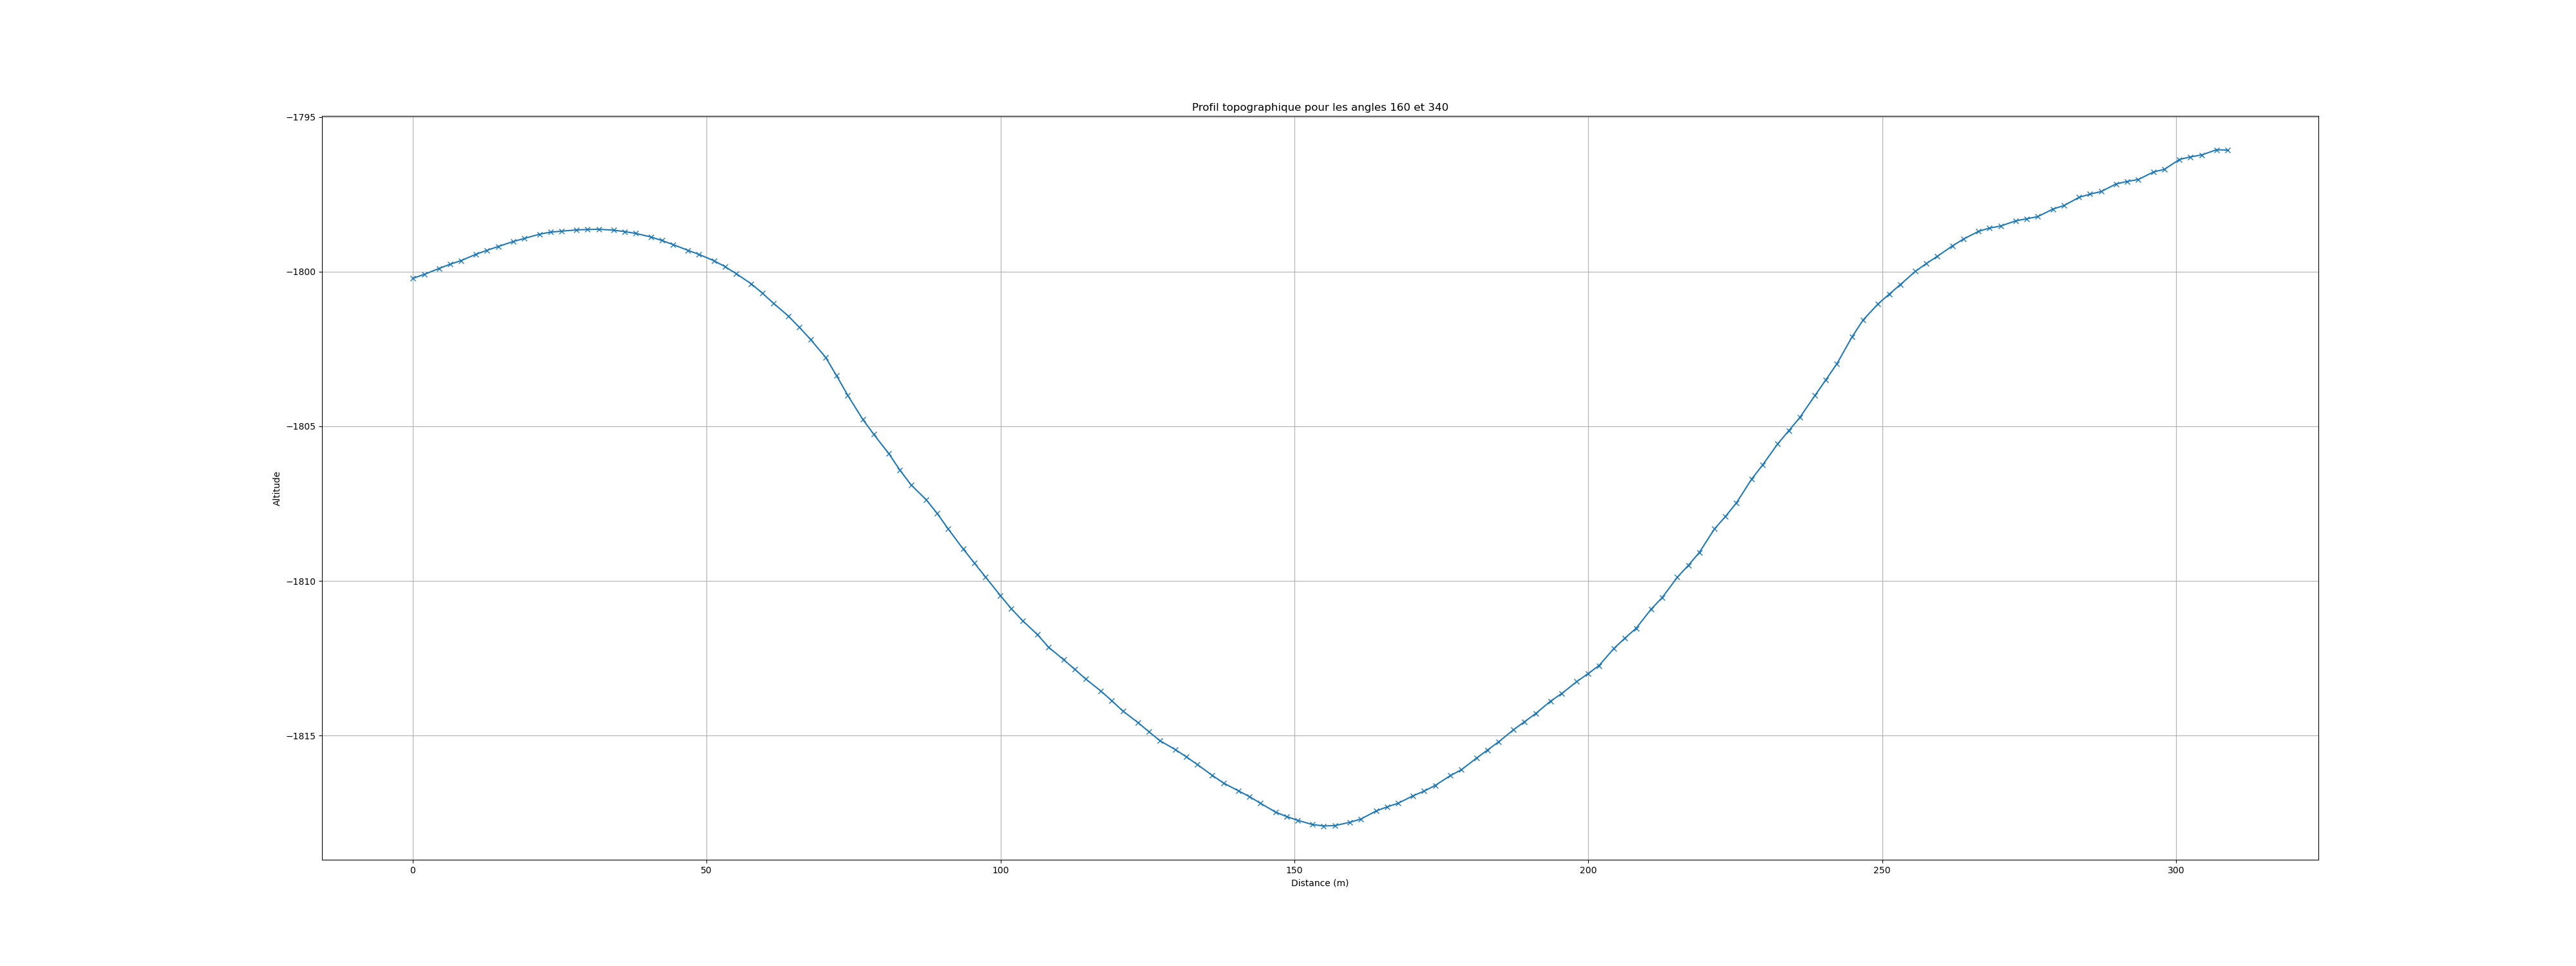 Profil topographique pour les angles 160 et 340
−1795
−1800
−1805
−1810
−1815
Altitude
0 50 100 150 200 250 300
Distance (m)